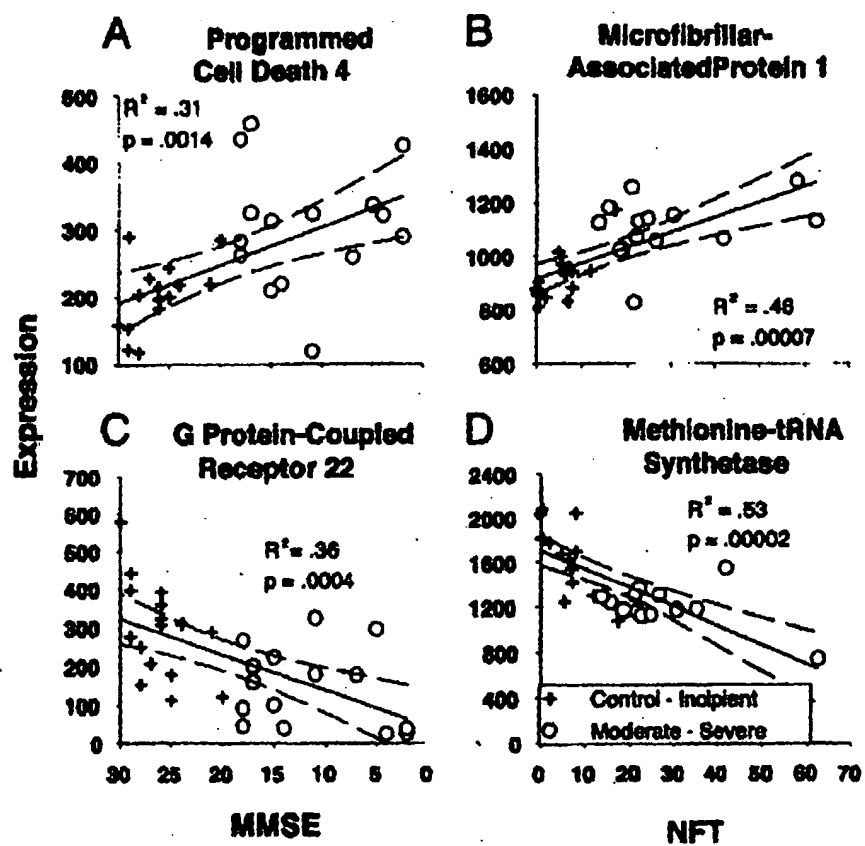 A
Programmed
Cell Death 4
R² = .31
p = .0014
500
400
300
200
100
B
Microfibrillar-
AssociatedProtein 1
1600
1400
1200
1000
800
600
R² = .46
p = .00007
Expression
C
G Protein-Coupled
Receptor 22
R² = .36
p = .0004
700
600
500
400
300
200
100
0
30 25 20 15 10 5 0
MMSE
D
Methionine-tRNA
Synthetase
R² = .53
p = .00002
2400
2000
1600
1200
800
400
0
+ Control - Incipient
O Moderate - Severe
0 10 20 30 40 50 60 70
NFT